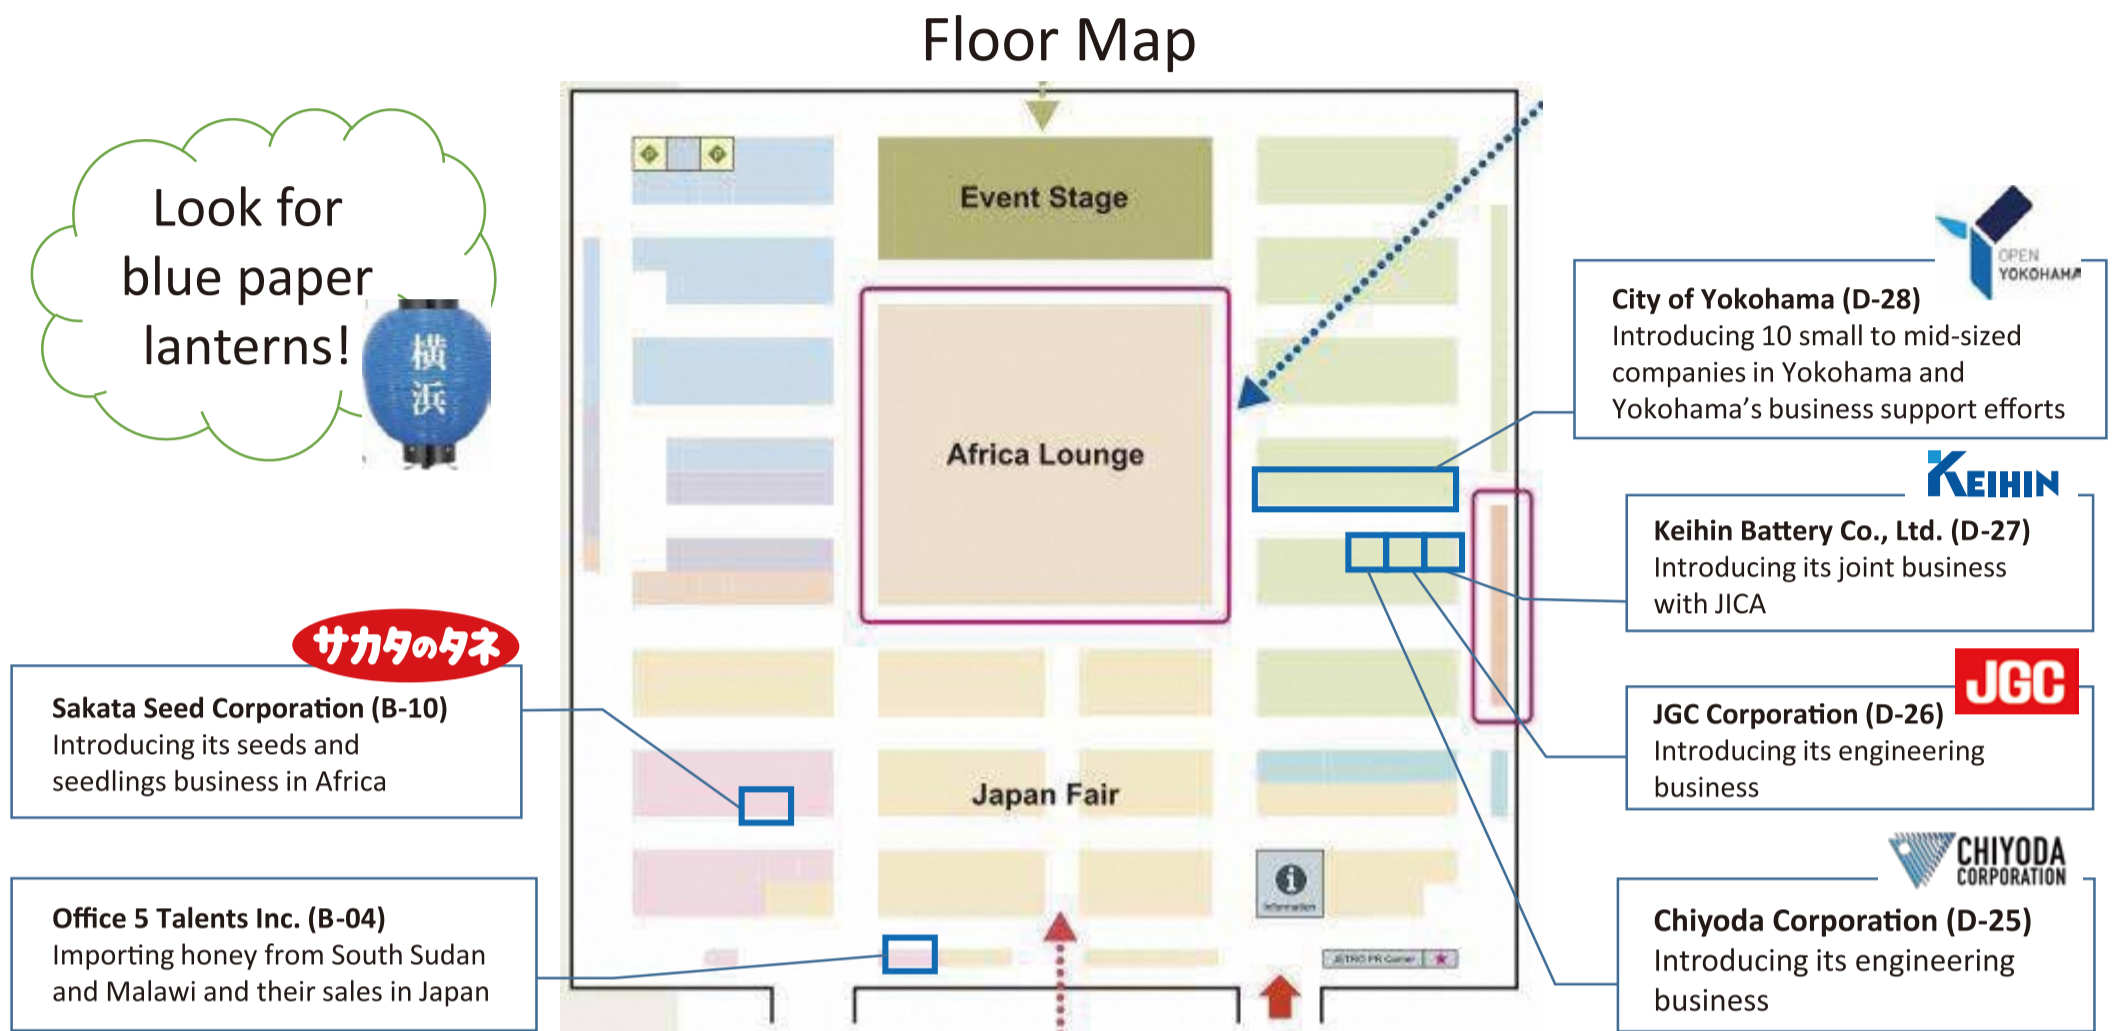 Floor Map
Look for
blue paper
lanterns!
横
浜
P
P
Event Stage
Africa Lounge
Japan Fair
i
Information
JETRO PR Corner
OPEN
YOKOHAMA
City of Yokohama (D-28)
Introducing 10 small to mid-sized
companies in Yokohama and
Yokohama's business support efforts
KEIHIN
Keihin Battery Co., Ltd. (D-27)
Introducing its joint business
with JICA
JGC
JGC Corporation (D-26)
Introducing its engineering
business
CHIYODA
CORPORATION
Chiyoda Corporation (D-25)
Introducing its engineering
business
サカタのタネ
Sakata Seed Corporation (B-10)
Introducing its seeds and
seedlings business in Africa
Office 5 Talents Inc. (B-04)
Importing honey from South Sudan
and Malawi and their sales in Japan